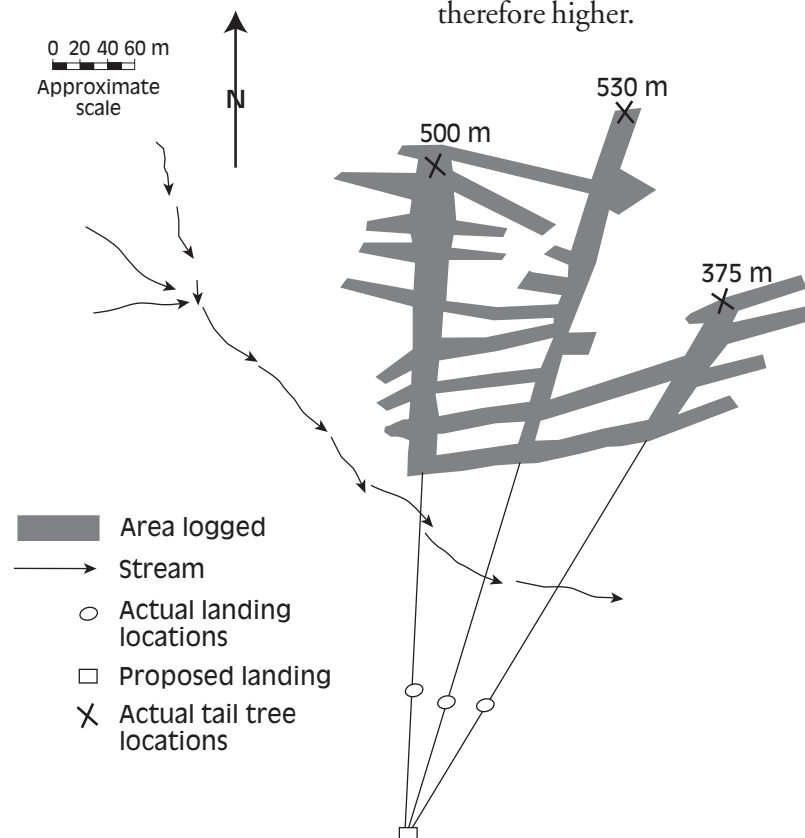 therefore higher.
0 20 40 60 m
Approximate
scale
N
530 m
500 m
375 m
Area logged
Stream
Actual landing
locations
Proposed landing
Actual tail tree
locations